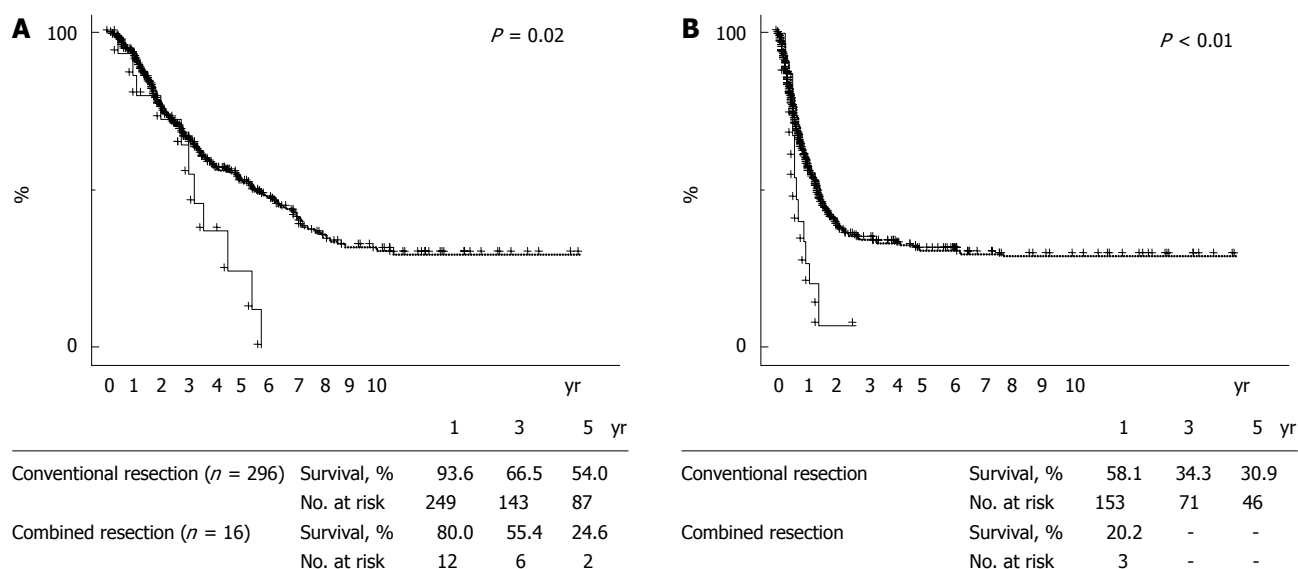 A
100
P = 0.02
%
0
0 1 2 3 4 5 6 7 8 9 10 yr
1 3 5 yr
Conventional resection (n = 296) Survival, % 93.6 66.5 54.0
No. at risk 249 143 87
Combined resection (n = 16) Survival, % 80.0 55.4 24.6
No. at risk 12 6 2
B
100
P < 0.01
%
0
0 1 2 3 4 5 6 7 8 9 10 yr
1 3 5 yr
Conventional resection Survival, % 58.1 34.3 30.9
No. at risk 153 71 46
Combined resection Survival, % 20.2 - -
No. at risk 3 - -